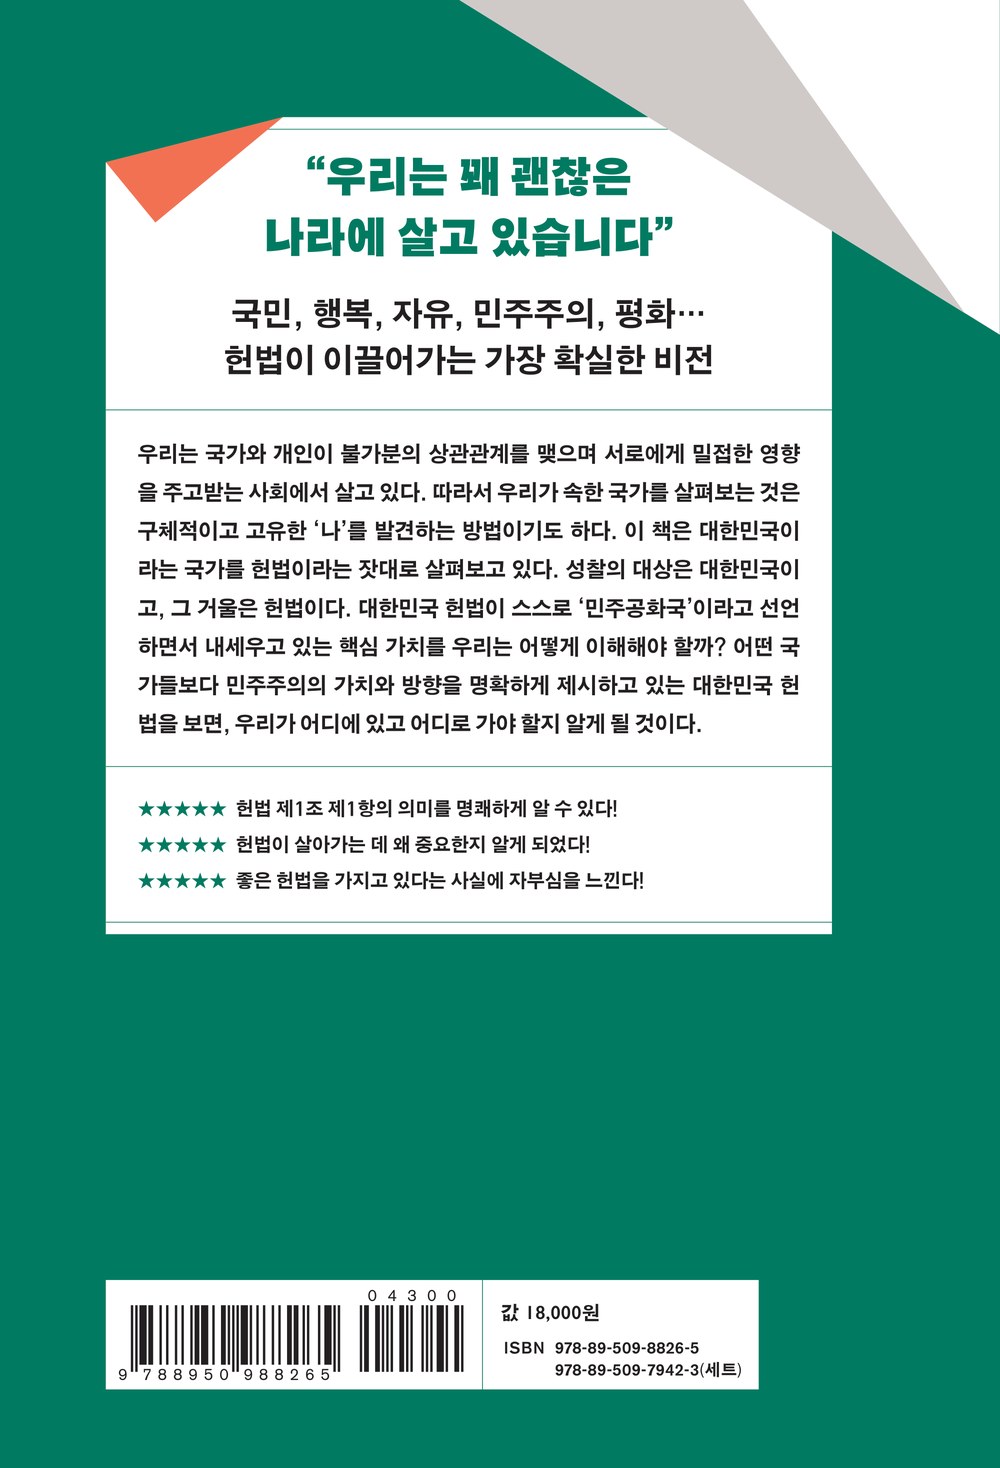 “우리는 꽤 괜찮은
나라에 살고 있습니다”
국민, 행복, 자유, 민주주의, 평화…
헌법이 이끌어가는 가장 확실한 비전
우리는 국가와 개인이 불가분의 상관관계를 맺으며 서로에게 밀접한 영향
을 주고받는 사회에서 살고 있다. 따라서 우리가 속한 국가를 살펴보는 것은
구체적이고 고유한 ‘나’를 발견하는 방법이기도 하다. 이 책은 대한민국이
라는 국가를 헌법이라는 잣대로 살펴보고 있다. 성찰의 대상은 대한민국이
고, 그 거울은 헌법이다. 대한민국 헌법이 스스로 ‘민주공화국’이라고 선언
하면서 내세우고 있는 핵심 가치를 우리는 어떻게 이해해야 할까? 어떤 국
가들보다 민주주의의 가치와 방향을 명확하게 제시하고 있는 대한민국 헌
법을 보면, 우리가 어디에 있고 어디로 가야 할지 알게 될 것이다.
★★★★★ 헌법 제1조 제1항의 의미를 명쾌하게 알 수 있다!
★★★★★ 헌법이 살아가는 데 왜 중요한지 알게 되었다!
★★★★★ 좋은 헌법을 가지고 있다는 사실에 자부심을 느낀다!
04300
9 788950 988265
값 18,000원
ISBN 978-89-509-8826-5
978-89-509-7942-3(세트)